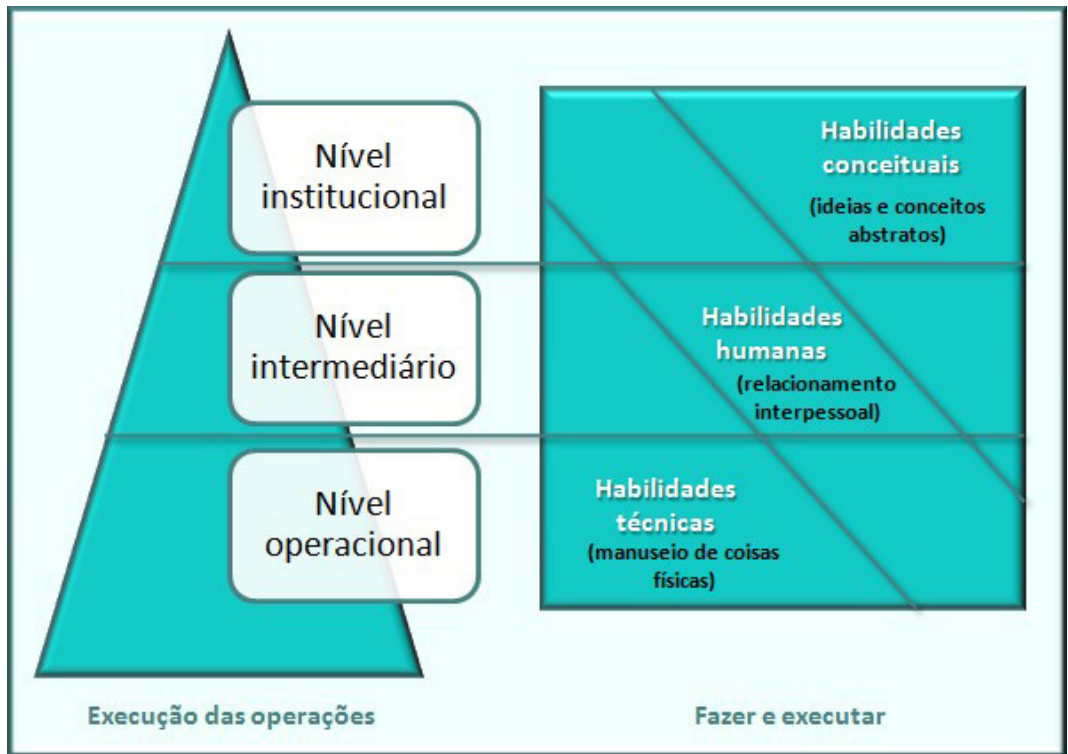 Nível
institucional
Nível
intermediário
Nível
operacional
Habilidades
conceituais
(ideias e conceitos
abstratos)
Habilidades
humanas
(relacionamento
interpessoal)
Habilidades
técnicas
(manuseio de coisas
físicas)
Execução das operações
Fazer e executar